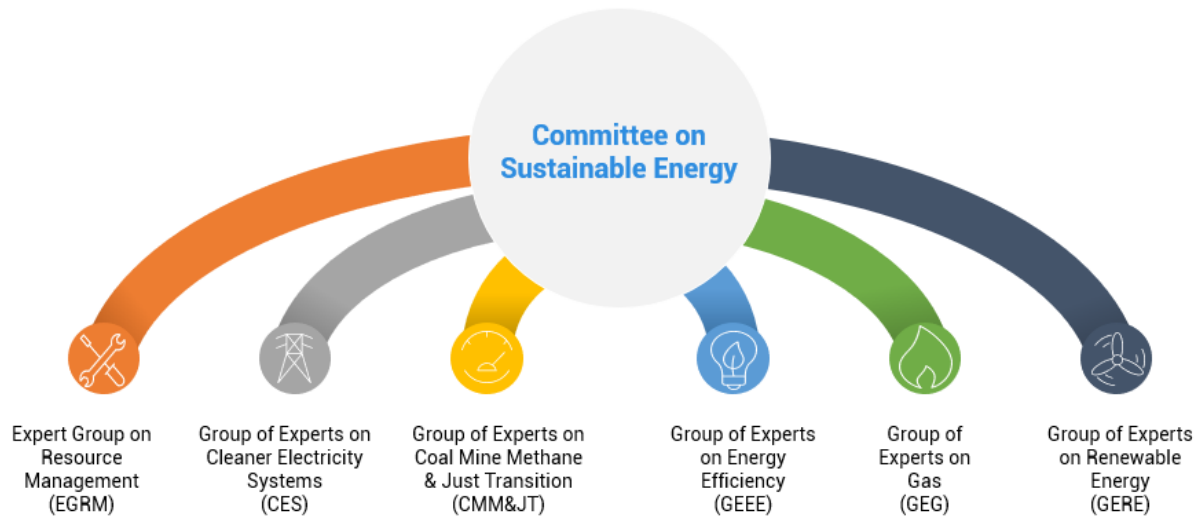 Committee on
Sustainable Energy
Expert Group on
Resource
Management
(EGRM)
Group of Experts on
Cleaner Electricity
Systems
(CES)
Group of Experts on
Coal Mine Methane
& Just Transition
(CMM&JT)
Group of Experts
on Energy
Efficiency
(GEEE)
Group of
Experts on
Gas
(GEG)
Group of Experts
on Renewable
Energy
(GERE)